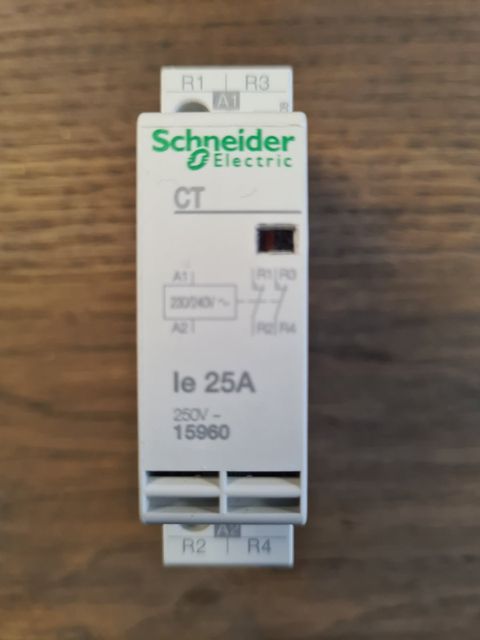 R1 R3
A1
Schneider
Electric
CT
A1 R1 R3
230/240V ~
A2 R2 R4
Ie 25A
250V ~
15960
A2
R2 R4